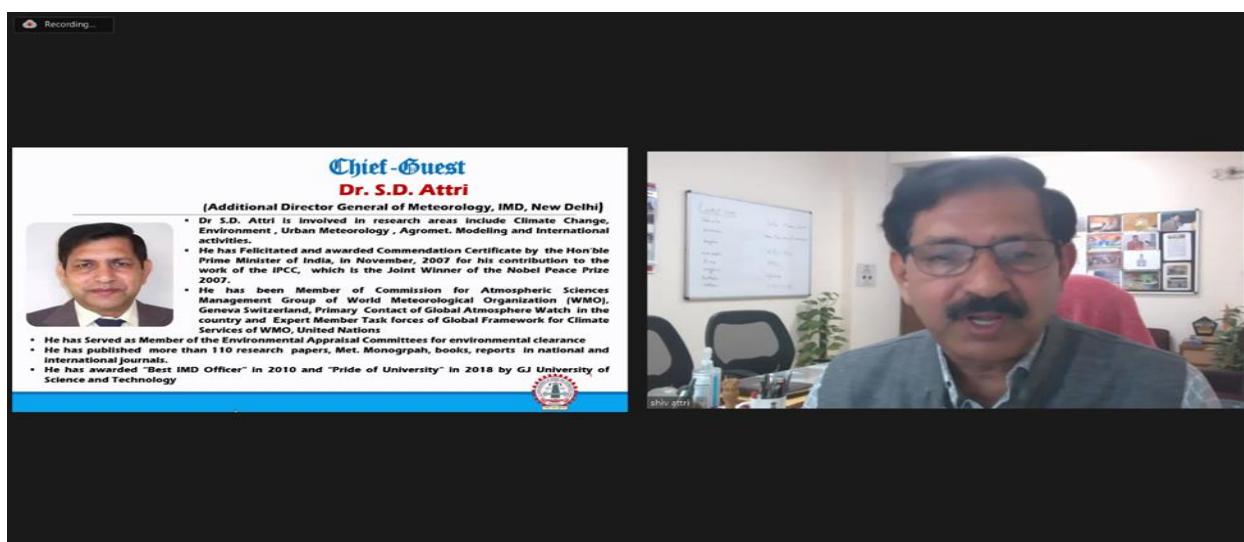 Recording...
Chief-Guest
Dr. S.D. Attri
(Additional Director General of Meteorology, IMD, New Delhi)
▪ Dr S.D. Attri is involved in research areas include Climate Change,
Environment , Urban Meteorology , Agromet. Modeling and International
activities.
▪ He has Felicitated and awarded Commendation Certificate by the Hon'ble
Prime Minister of India, in November, 2007 for his contribution to the
work of the IPCC, which is the Joint Winner of the Nobel Peace Prize
2007.
▪ He has been Member of Commission for Atmospheric Sciences
Management Group of World Meteorological Organization (WMO),
Geneva Switzerland, Primary Contact of Global Atmosphere Watch in the
country and Expert Member Task forces of Global Framework for Climate
Services of WMO, United Nations
▪ He has Served as Member of the Environmental Appraisal Committees for environmental clearance
▪ He has published more than 110 research papers, Met. Monogrpah, books, reports in national and
international journals.
▪ He has awarded "Best IMD Officer" in 2010 and "Pride of University" in 2018 by GJ University of
Science and Technology
shiv attri